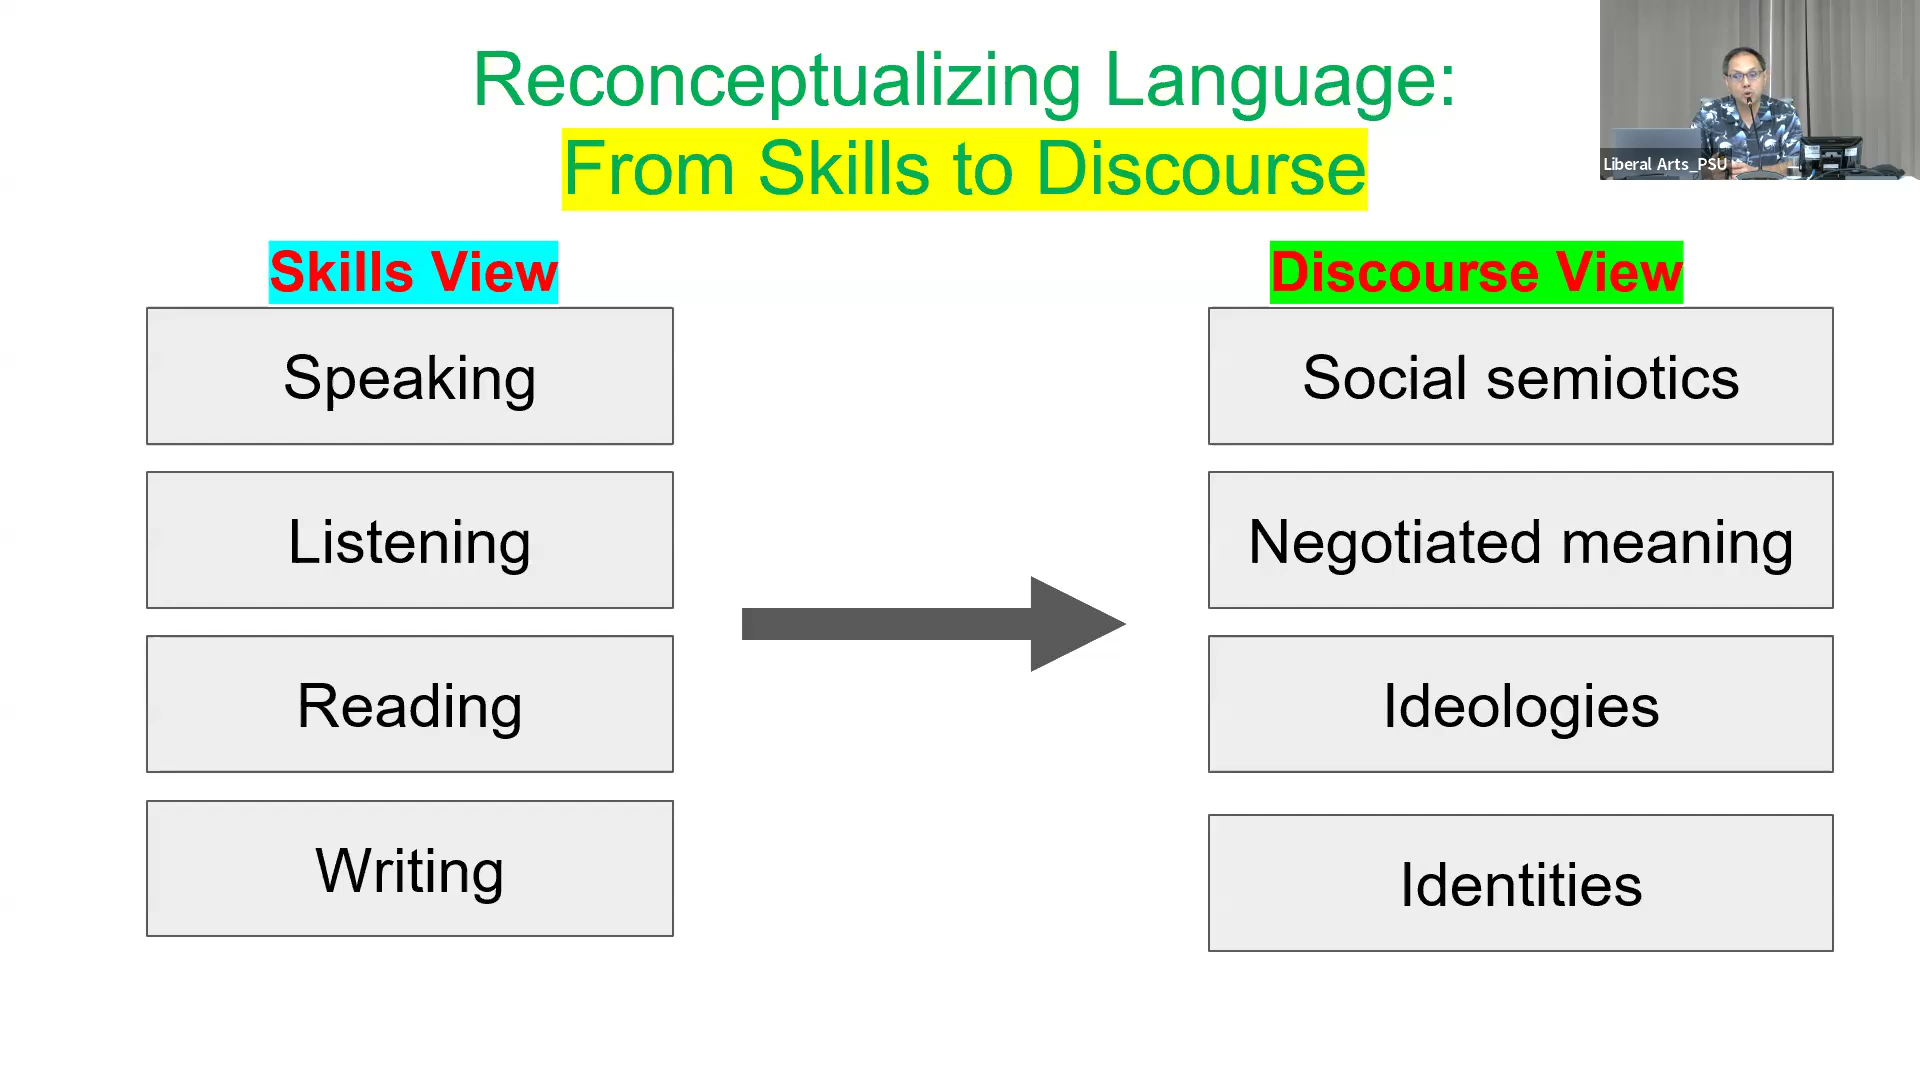 Reconceptualizing Language:
From Skills to Discourse
Liberal Arts_PSU
Skills View
Discourse View
Speaking
Social semiotics
Listening
Negotiated meaning
Reading
Ideologies
Writing
Identities